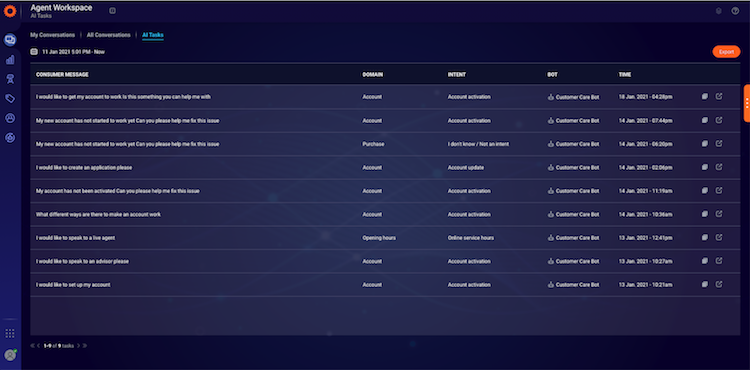 Agent Workspace
AI Tasks
My Conversations All Conversations AI Tasks
11 Jan 2021 5:01 PM - Now
Export
CONSUMER MESSAGE DOMAIN INTENT BOT TIME
I would like to get my account to work Is this something you can help me with Account Account activation Customer Care Bot 18 Jan. 2021 - 04:28pm
My new account has not started to work yet Can you please help me fix this issue Account Account activation Customer Care Bot 14 Jan. 2021 - 07:44pm
My new account has not started to work yet Can you please help me fix this issue Purchase I don't know / Not an intent Customer Care Bot 14 Jan. 2021 - 06:20pm
I would like to create an application please Account Account update Customer Care Bot 14 Jan. 2021 - 02:06pm
My account has not been activated Can you please help me fix this issue Account Account activation Customer Care Bot 14 Jan. 2021 - 11:19am
What different ways are there to make an account work Account Account activation Customer Care Bot 14 Jan. 2021 - 10:36am
I would like to speak to a live agent Opening hours Online service hours Customer Care Bot 13 Jan. 2021 - 12:41pm
I would like to speak to an advisor please Account Account activation Customer Care Bot 13 Jan. 2021 - 10:27am
I would like to set up my account Account Account activation Customer Care Bot 13 Jan. 2021 - 10:21am
1-9 of 9 tasks